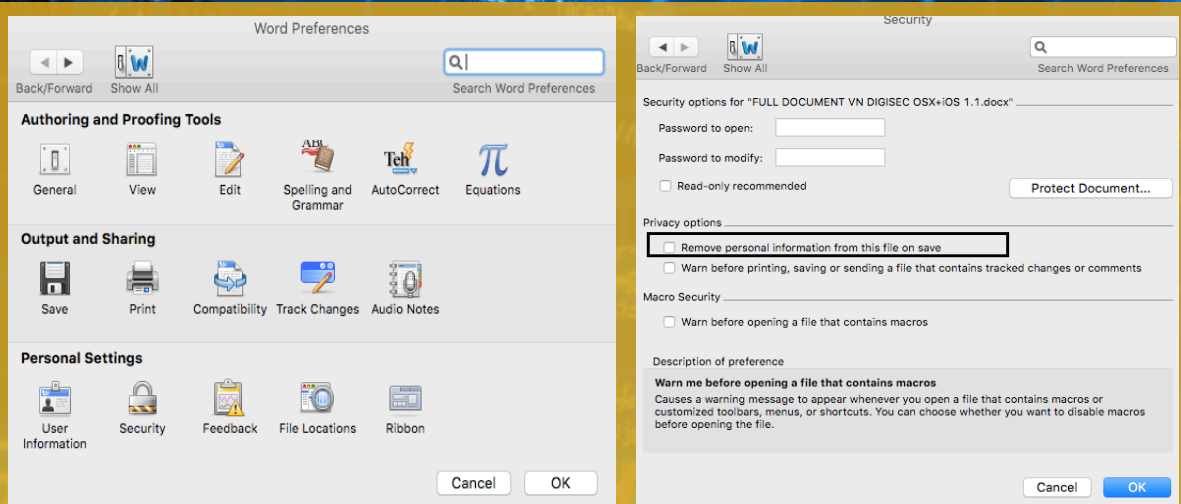 Word Preferences
Back/Forward Show All Search Word Preferences
Authoring and Proofing Tools
General View Edit Spelling and Grammar AutoCorrect Equations
Output and Sharing
Save Print Compatibility Track Changes Audio Notes
Personal Settings
User Information Security Feedback File Locations Ribbon
Cancel OK
Security
Back/Forward Show All Search Word Preferences
Security options for "FULL DOCUMENT VN DIGISEC OSX+iOS 1.1.docx"
Password to open:
Password to modify:
Read-only recommended Protect Document...
Privacy options
Remove personal information from this file on save
Warn before printing, saving or sending a file that contains tracked changes or comments
Macro Security
Warn before opening a file that contains macros
Description of preference
Warn me before opening a file that contains macros
Causes a warning message to appear whenever you open a file that contains macros or
customized toolbars, menus, or shortcuts. You can choose whether you want to disable macros
before opening the file.
Cancel OK